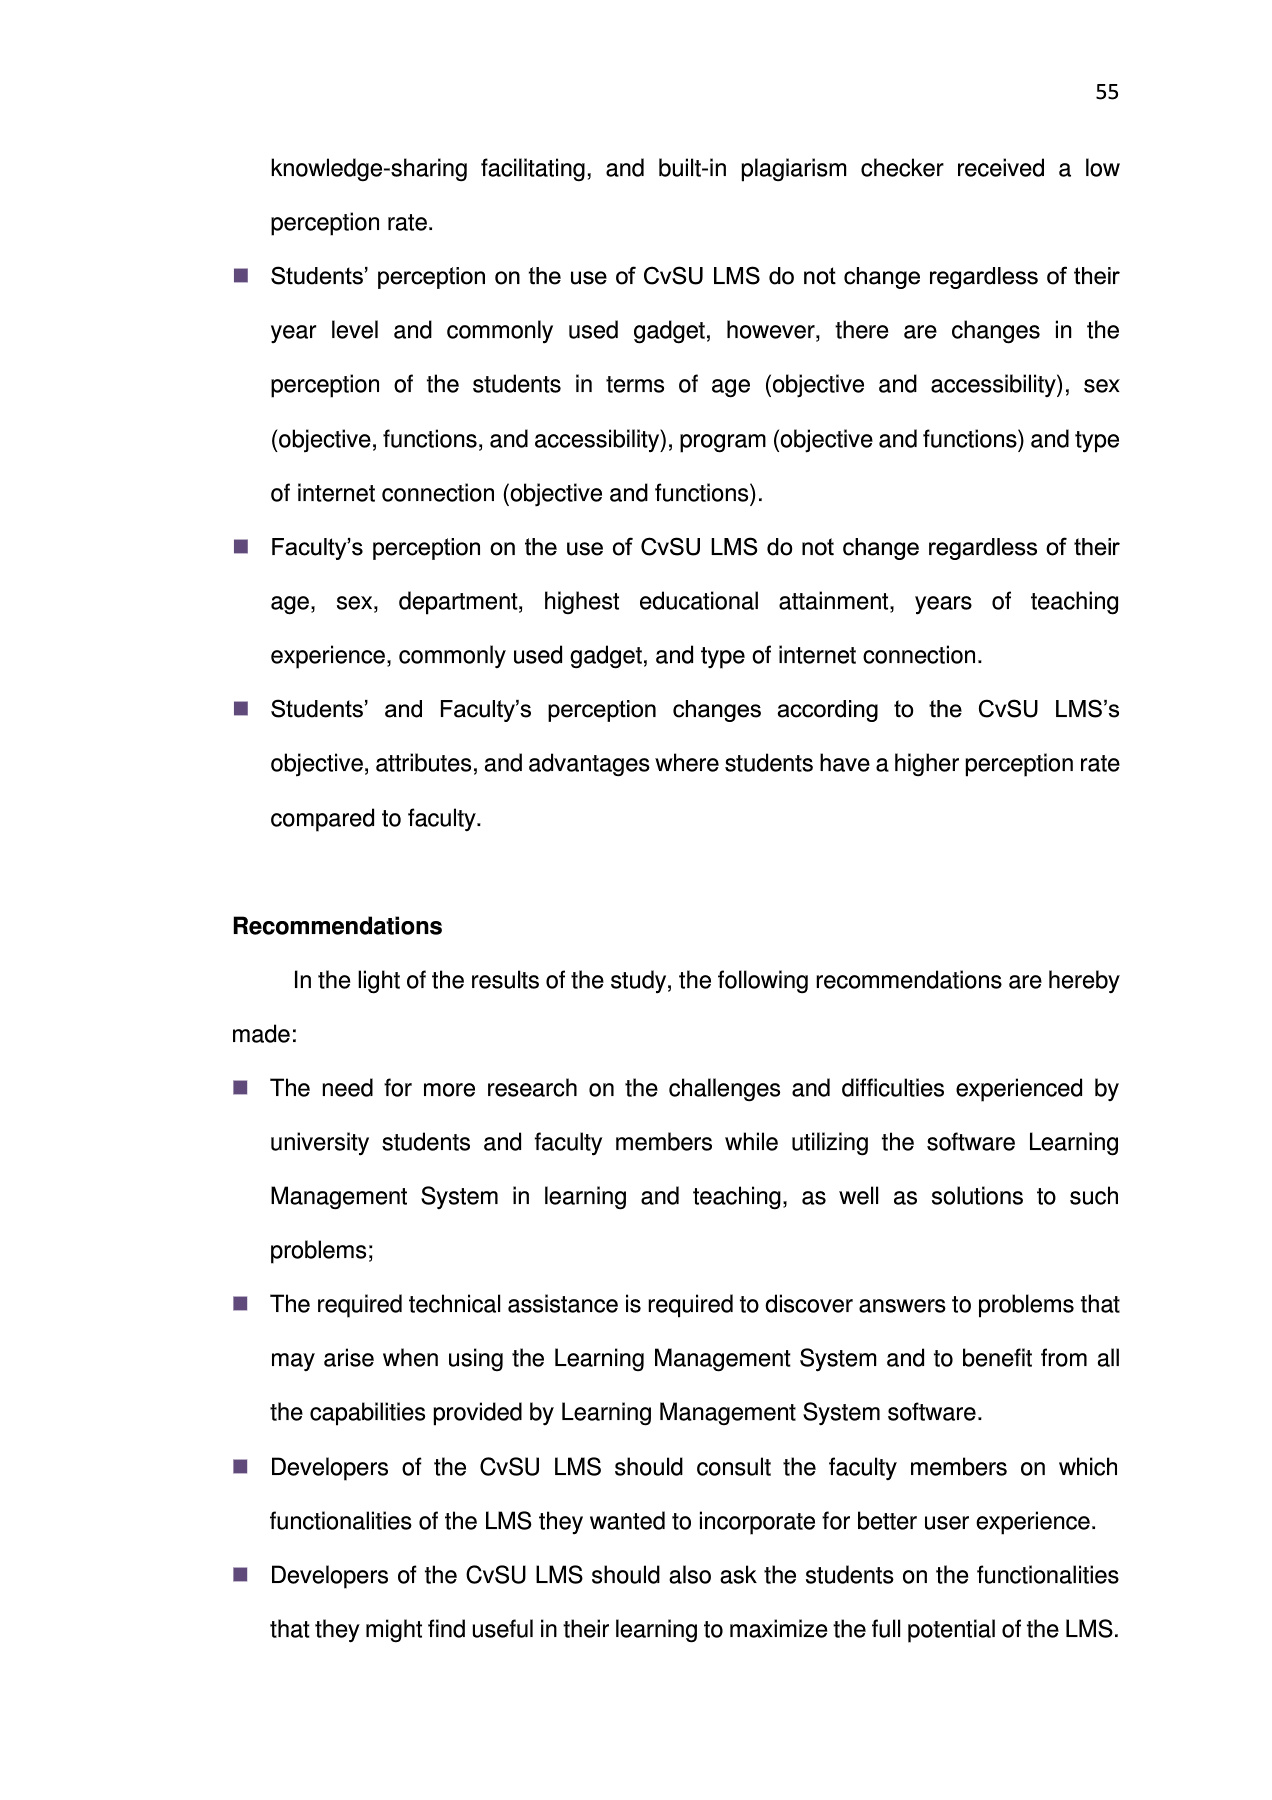 55
knowledge-sharing facilitating, and built-in plagiarism checker received a low
perception rate.
Students’ perception on the use of CvSU LMS do not change regardless of their
year level and commonly used gadget, however, there are changes in the
perception of the students in terms of age (objective and accessibility), sex
(objective, functions, and accessibility), program (objective and functions) and type
of internet connection (objective and functions).
Faculty’s perception on the use of CvSU LMS do not change regardless of their
age, sex, department, highest educational attainment, years of teaching
experience, commonly used gadget, and type of internet connection.
Students’ and Faculty’s perception changes according to the CvSU LMS’s
objective, attributes, and advantages where students have a higher perception rate
compared to faculty.
Recommendations
In the light of the results of the study, the following recommendations are hereby
made:
The need for more research on the challenges and difficulties experienced by
university students and faculty members while utilizing the software Learning
Management System in learning and teaching, as well as solutions to such
problems;
The required technical assistance is required to discover answers to problems that
may arise when using the Learning Management System and to benefit from all
the capabilities provided by Learning Management System software.
Developers of the CvSU LMS should consult the faculty members on which
functionalities of the LMS they wanted to incorporate for better user experience.
Developers of the CvSU LMS should also ask the students on the functionalities
that they might find useful in their learning to maximize the full potential of the LMS.